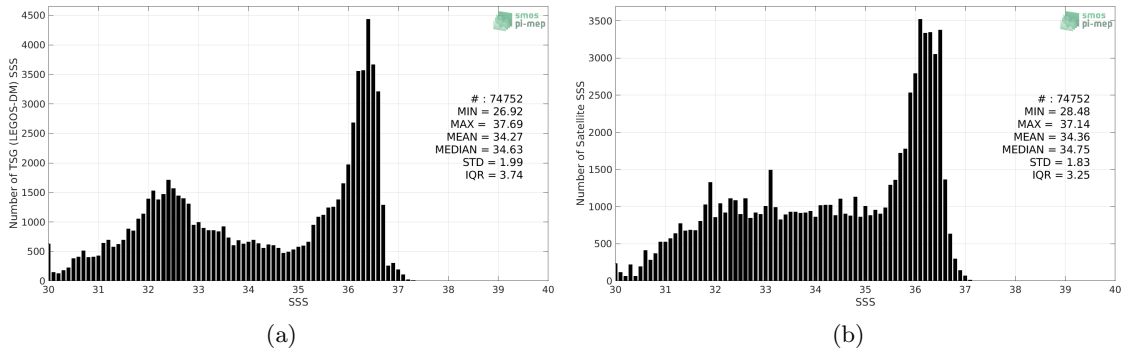 4500
4000
3500
3000
2500
2000
1500
1000
500
0
Number of TSG (LEGOS-DM) SSS
smos
pi-mep
# : 74752
MIN = 26.92
MAX = 37.69
MEAN = 34.27
MEDIAN = 34.63
STD = 1.99
IQR = 3.74
30 31 32 33 34 35 36 37 38 39 40
SSS
(a)
3500
3000
2500
2000
1500
1000
500
0
Number of Satellite SSS
smos
pi-mep
# : 74752
MIN = 28.48
MAX = 37.14
MEAN = 34.36
MEDIAN = 34.75
STD = 1.83
IQR = 3.25
30 31 32 33 34 35 36 37 38 39 40
SSS
(b)